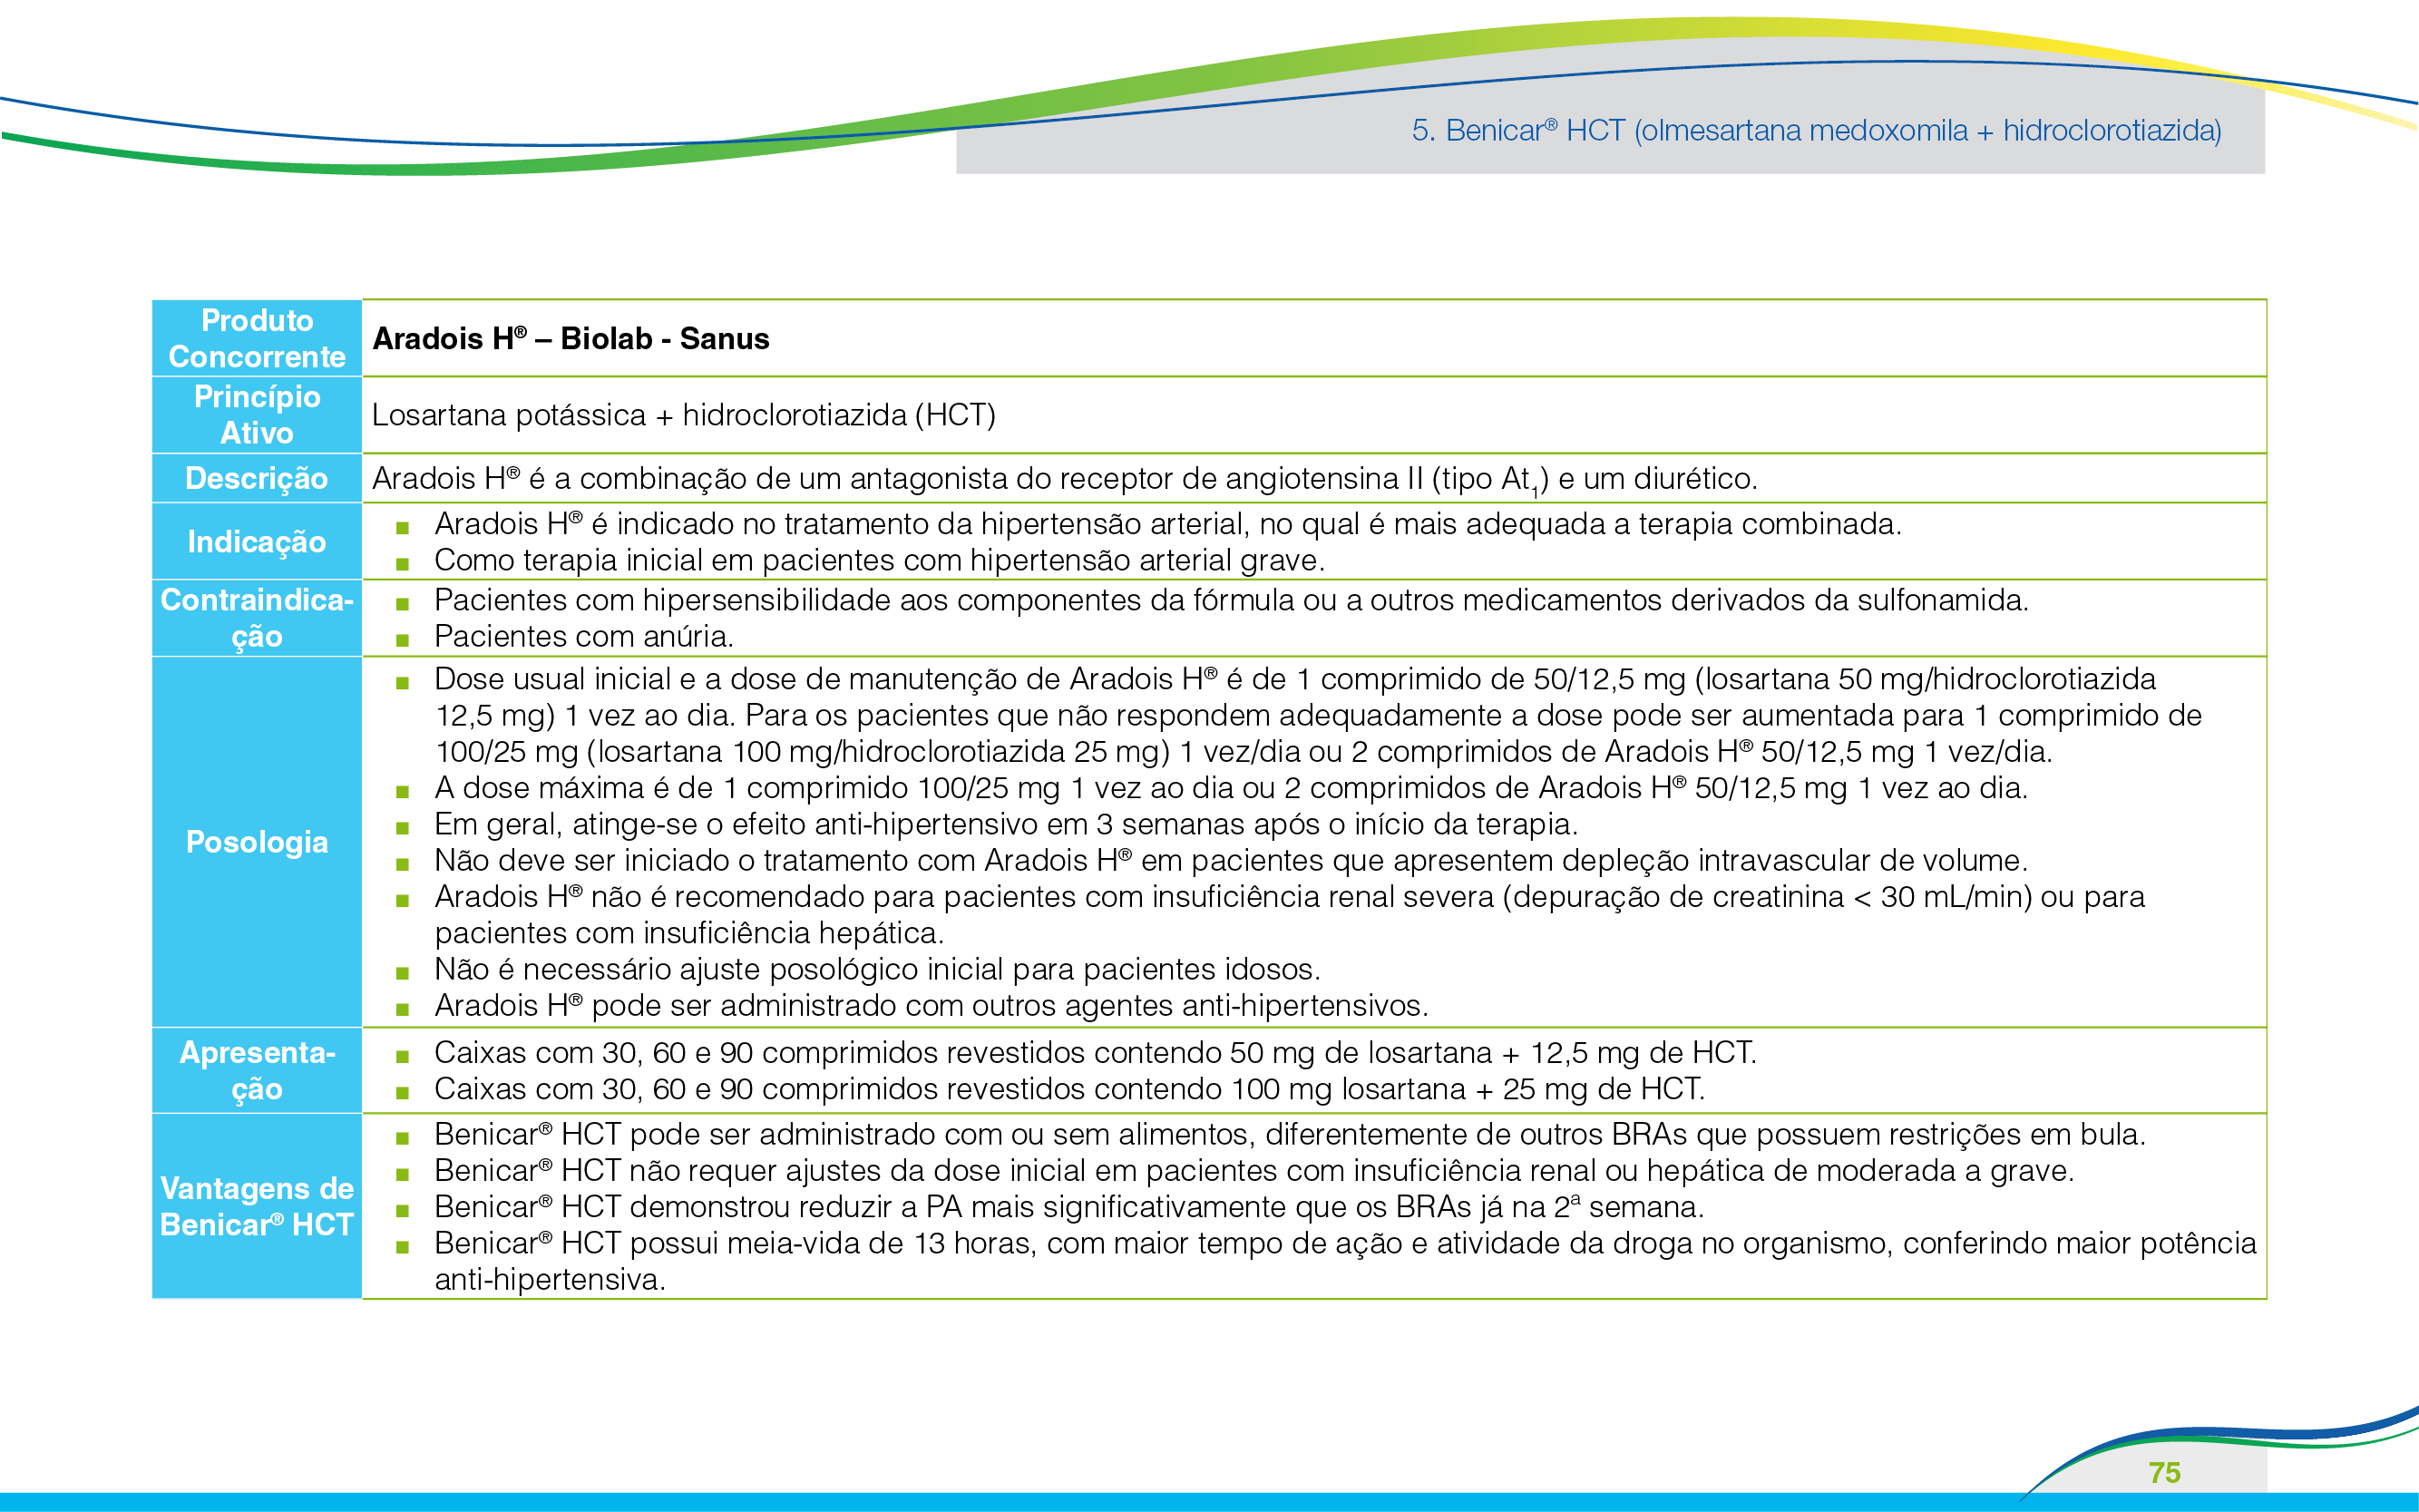 5. Benicar® HCT (olmesartana medoxomila + hidroclorotiazida)
Produto
Concorrente
Aradois H® – Biolab - Sanus
Princípio
Ativo
Losartana potássica + hidroclorotiazida (HCT)
Descrição
Aradois H® é a combinação de um antagonista do receptor de angiotensina II (tipo At₁) e um diurético.
Indicação
■ Aradois H® é indicado no tratamento da hipertensão arterial, no qual é mais adequada a terapia combinada.
■ Como terapia inicial em pacientes com hipertensão arterial grave.
Contraindica-
ção
■ Pacientes com hipersensibilidade aos componentes da fórmula ou a outros medicamentos derivados da sulfonamida.
■ Pacientes com anúria.
Posologia
■ Dose usual inicial e a dose de manutenção de Aradois H® é de 1 comprimido de 50/12,5 mg (losartana 50 mg/hidroclorotiazida
12,5 mg) 1 vez ao dia. Para os pacientes que não respondem adequadamente a dose pode ser aumentada para 1 comprimido de
100/25 mg (losartana 100 mg/hidroclorotiazida 25 mg) 1 vez/dia ou 2 comprimidos de Aradois H® 50/12,5 mg 1 vez/dia.
■ A dose máxima é de 1 comprimido 100/25 mg 1 vez ao dia ou 2 comprimidos de Aradois H® 50/12,5 mg 1 vez ao dia.
■ Em geral, atinge-se o efeito anti-hipertensivo em 3 semanas após o início da terapia.
■ Não deve ser iniciado o tratamento com Aradois H® em pacientes que apresentem depleção intravascular de volume.
■ Aradois H® não é recomendado para pacientes com insuficiência renal severa (depuração de creatinina < 30 mL/min) ou para
pacientes com insuficiência hepática.
■ Não é necessário ajuste posológico inicial para pacientes idosos.
■ Aradois H® pode ser administrado com outros agentes anti-hipertensivos.
Apresenta-
ção
■ Caixas com 30, 60 e 90 comprimidos revestidos contendo 50 mg de losartana + 12,5 mg de HCT.
■ Caixas com 30, 60 e 90 comprimidos revestidos contendo 100 mg losartana + 25 mg de HCT.
Vantagens de
Benicar® HCT
■ Benicar® HCT pode ser administrado com ou sem alimentos, diferentemente de outros BRAs que possuem restrições em bula.
■ Benicar® HCT não requer ajustes da dose inicial em pacientes com insuficiência renal ou hepática de moderada a grave.
■ Benicar® HCT demonstrou reduzir a PA mais significativamente que os BRAs já na 2ª semana.
■ Benicar® HCT possui meia-vida de 13 horas, com maior tempo de ação e atividade da droga no organismo, conferindo maior potência
anti-hipertensiva.
75